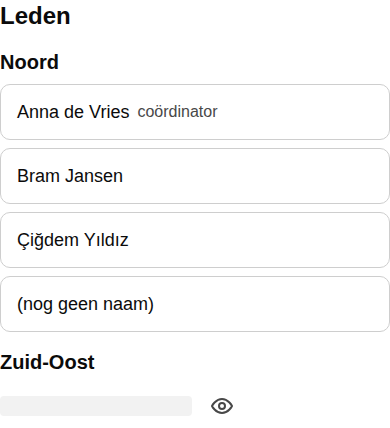 Leden
Noord
Anna de Vries coördinator
Bram Jansen
Çiğdem Yıldız
(nog geen naam)
Zuid-Oost